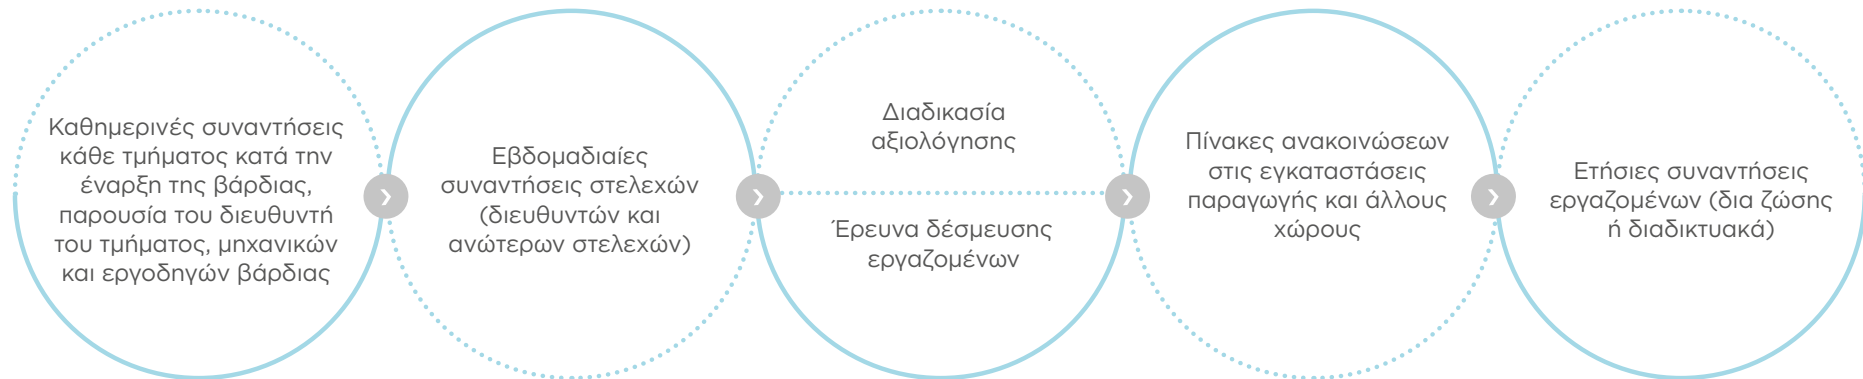 Καθημερινές συναντήσεις
κάθε τμήματος κατά την
έναρξη της βάρδιας,
παρουσία του διευθυντή
του τμήματος, μηχανικών
και εργοδηγών βάρδιας
Εβδομαδιαίες
συναντήσεις στελεχών
(διευθυντών και
ανώτερων στελεχών)
Διαδικασία
αξιολόγησης
Έρευνα δέσμευσης
εργαζομένων
Πίνακες ανακοινώσεων
στις εγκαταστάσεις
παραγωγής και άλλους
χώρους
Ετήσιες συναντήσεις
εργαζομένων (δια ζώσης
ή διαδικτυακά)